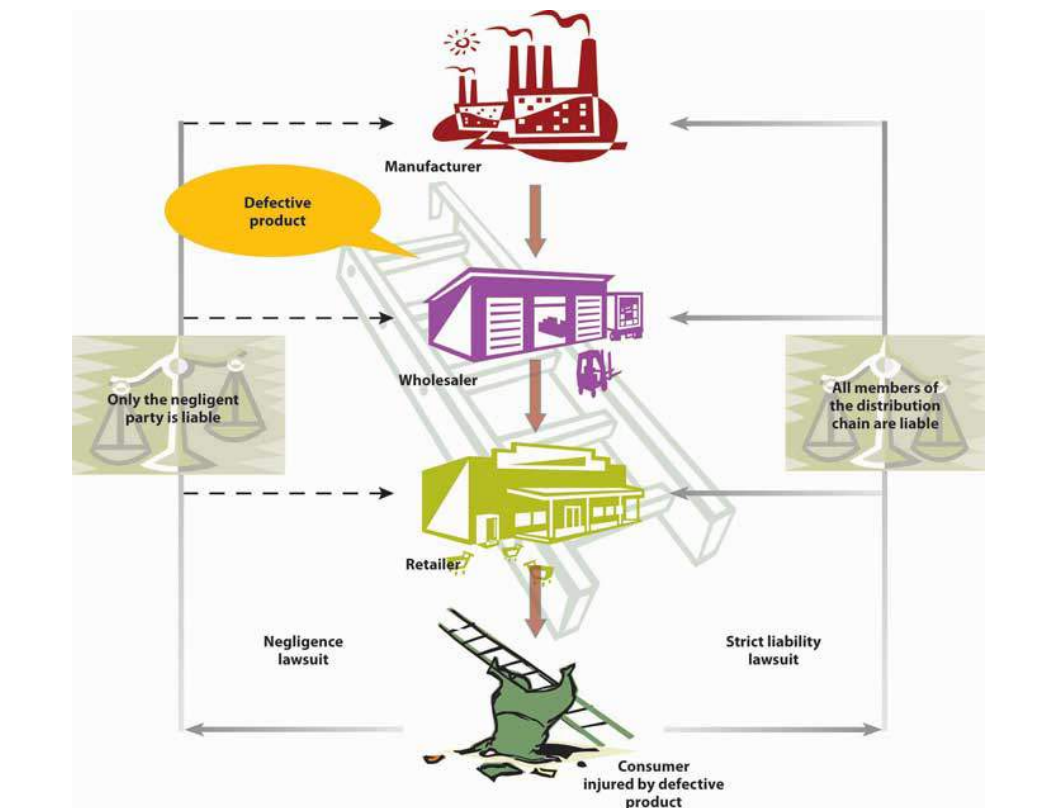 Manufacturer
Defective
product
Wholesaler
Only the negligent
party is liable
All members of
the distribution
chain are liable
Retailer
Negligence
lawsuit
Strict liability
lawsuit
Consumer
injured by defective
product